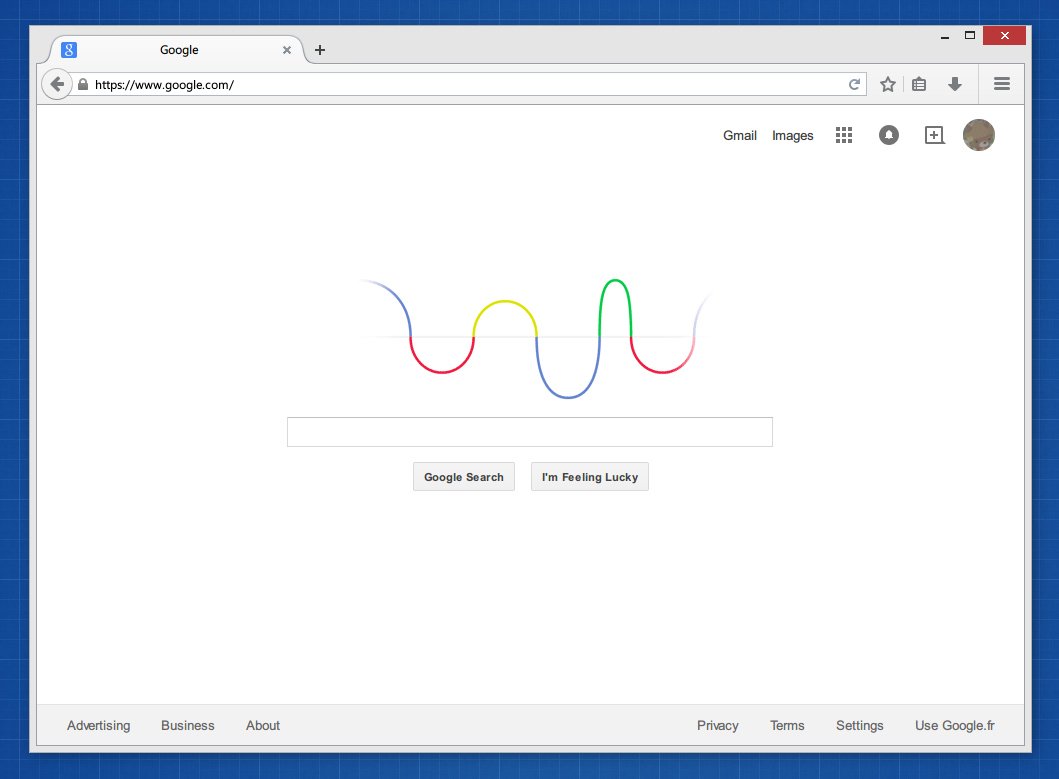 Google
https://www.google.com/
Gmail Images
Google Search I'm Feeling Lucky
Advertising Business About Privacy Terms Settings Use Google.fr